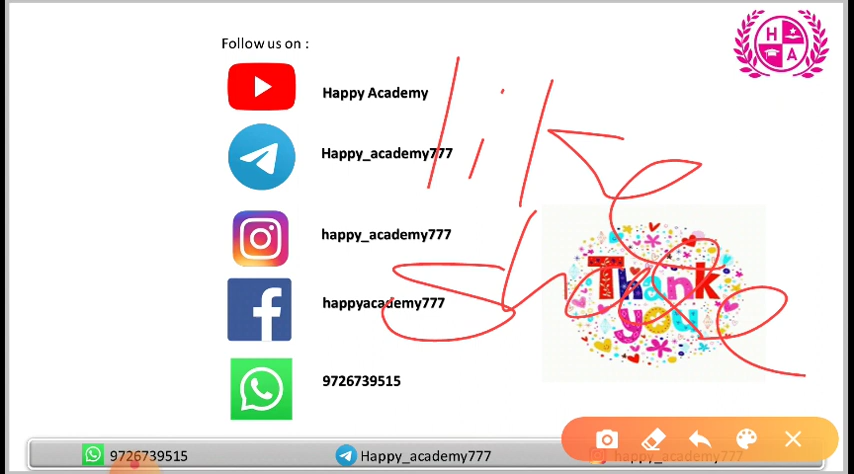 Follow us on :
H
A
Happy Academy
Happy_academy777
happy_academy777
happyacademy777
9726739515
like
Share
Thank
you
9726739515
Happy_academy777
happy_academy777